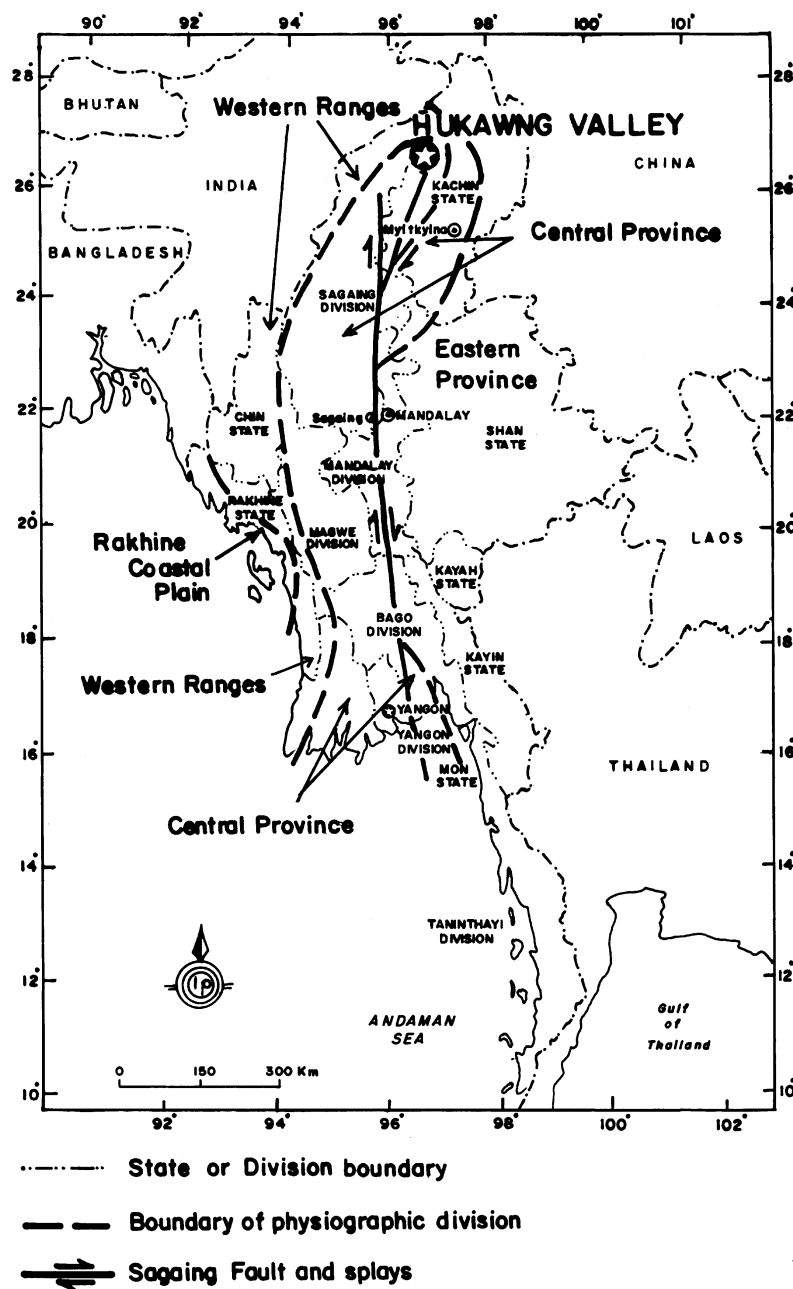 90° 92° 94° 96° 98° 101°
28° 28°
BHUTAN
Western Ranges
HUKAWNG VALLEY
CHINA
INDIA
26° 26°
KACHIN
STATE
Myitkyina
Central Province
BANGLADESH
SAGAING
DIVISION
24° 24°
Eastern
Province
22° 22°
CHIN
STATE
Sagaing
MANDALAY
SHAN
STATE
MANDALAY
DIVISION
RAKHINE
STATE
20° 20°
MAGWE
DIVISION
LAOS
Rakhine
Coastal
Plain
KAYAH
STATE
BAGO
DIVISION
18° 18°
KAYIN
STATE
Western Ranges
YANGON
YANGON
DIVISION
16° 16°
MON
STATE
THAILAND
Central Province
14° 14°
TANINTHAYI
DIVISION
12° 12°
ANDAMAN
SEA
Gulf
of
Thailand
0 150 300 Km
10° 10°
92° 94° 96° 98° 100° 102°
State or Division boundary
Boundary of physiographic division
Sagaing Fault and splays